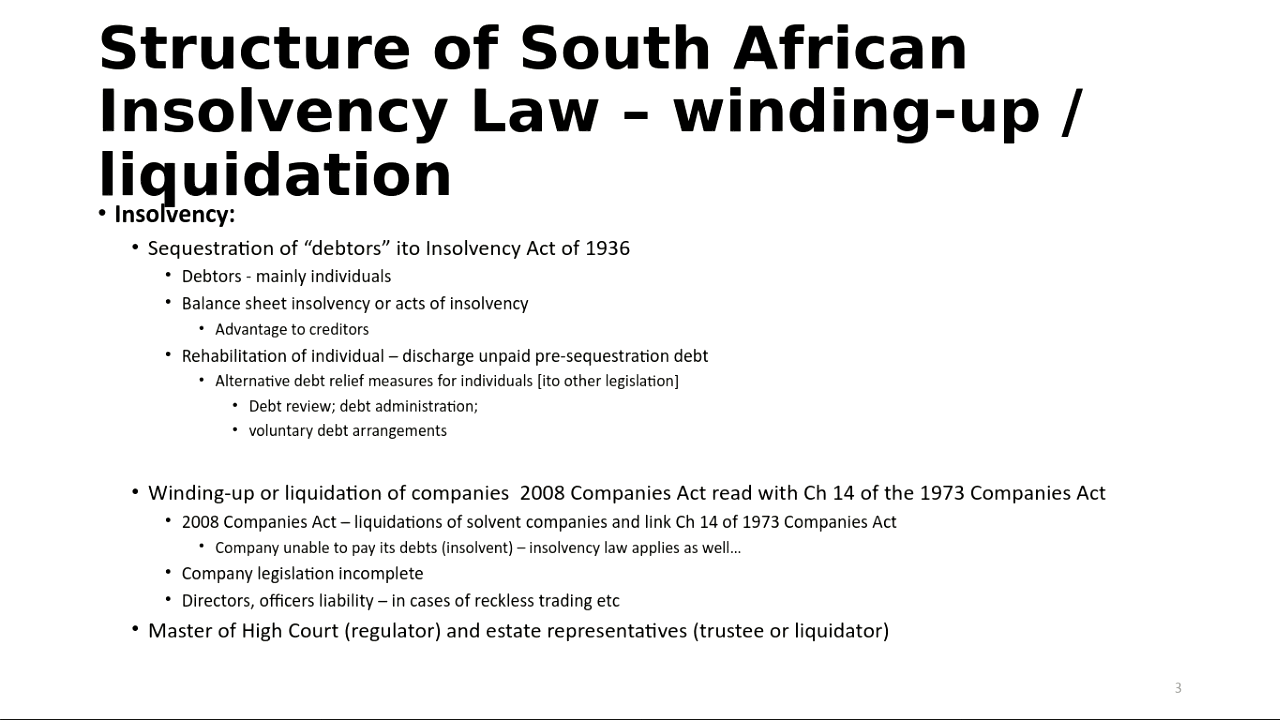 Structure of South African
Insolvency Law – winding-up /
liquidation
• Insolvency:
• Sequestration of “debtors” ito Insolvency Act of 1936
• Debtors - mainly individuals
• Balance sheet insolvency or acts of insolvency
• Advantage to creditors
• Rehabilitation of individual – discharge unpaid pre-sequestration debt
• Alternative debt relief measures for individuals [ito other legislation]
• Debt review; debt administration;
• voluntary debt arrangements
• Winding-up or liquidation of companies  2008 Companies Act read with Ch 14 of the 1973 Companies Act
• 2008 Companies Act – liquidations of solvent companies and link Ch 14 of 1973 Companies Act
• Company unable to pay its debts (insolvent) – insolvency law applies as well…
• Company legislation incomplete
• Directors, officers liability – in cases of reckless trading etc
• Master of High Court (regulator) and estate representatives (trustee or liquidator)
3